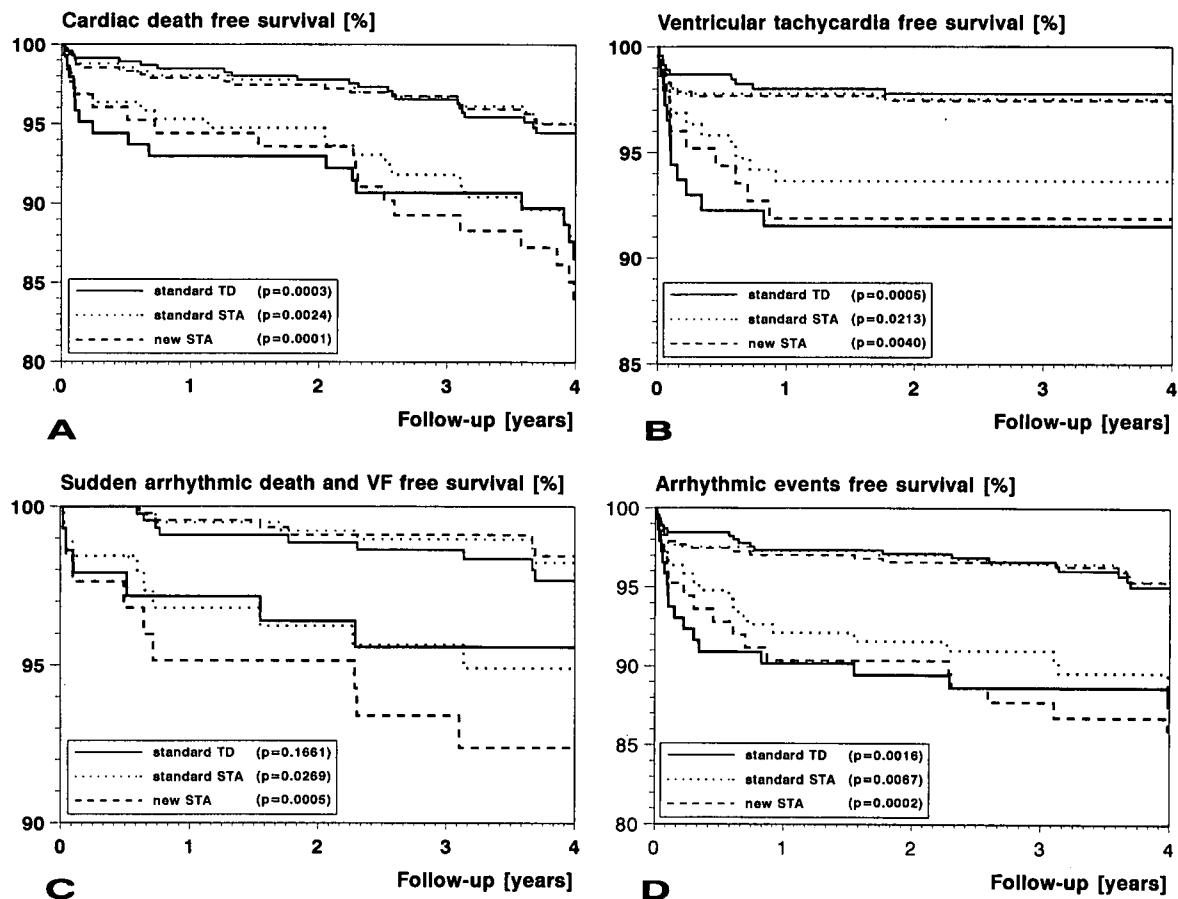 Cardiac death free survival [%]
100
95
90
85
80
standard TD (p=0.0003)
standard STA (p=0.0024)
new STA (p=0.0001)
.0 1 2 3 4
Follow-up [years]
A
Ventricular tachycardia free survival [%]
100
95
90
85
standard TD (p=0.0005)
standard STA (p=0.0213)
new STA (p=0.0040)
0 1 2 3 4
Follow-up [years]
B
Sudden arrhythmic death and VF free survival [%]
100
95
90
standard TD (p=0.1661)
standard STA (p=0.0269)
new STA (p=0.0005)
0 1 2 3 4
Follow-up [years]
C
Arrhythmic events free survival [%]
100
95
90
85
80
standard TD (p=0.0016)
standard STA (p=0.0067)
new STA (p=0.0002)
0 1 2 3 4
Follow-up [years]
D